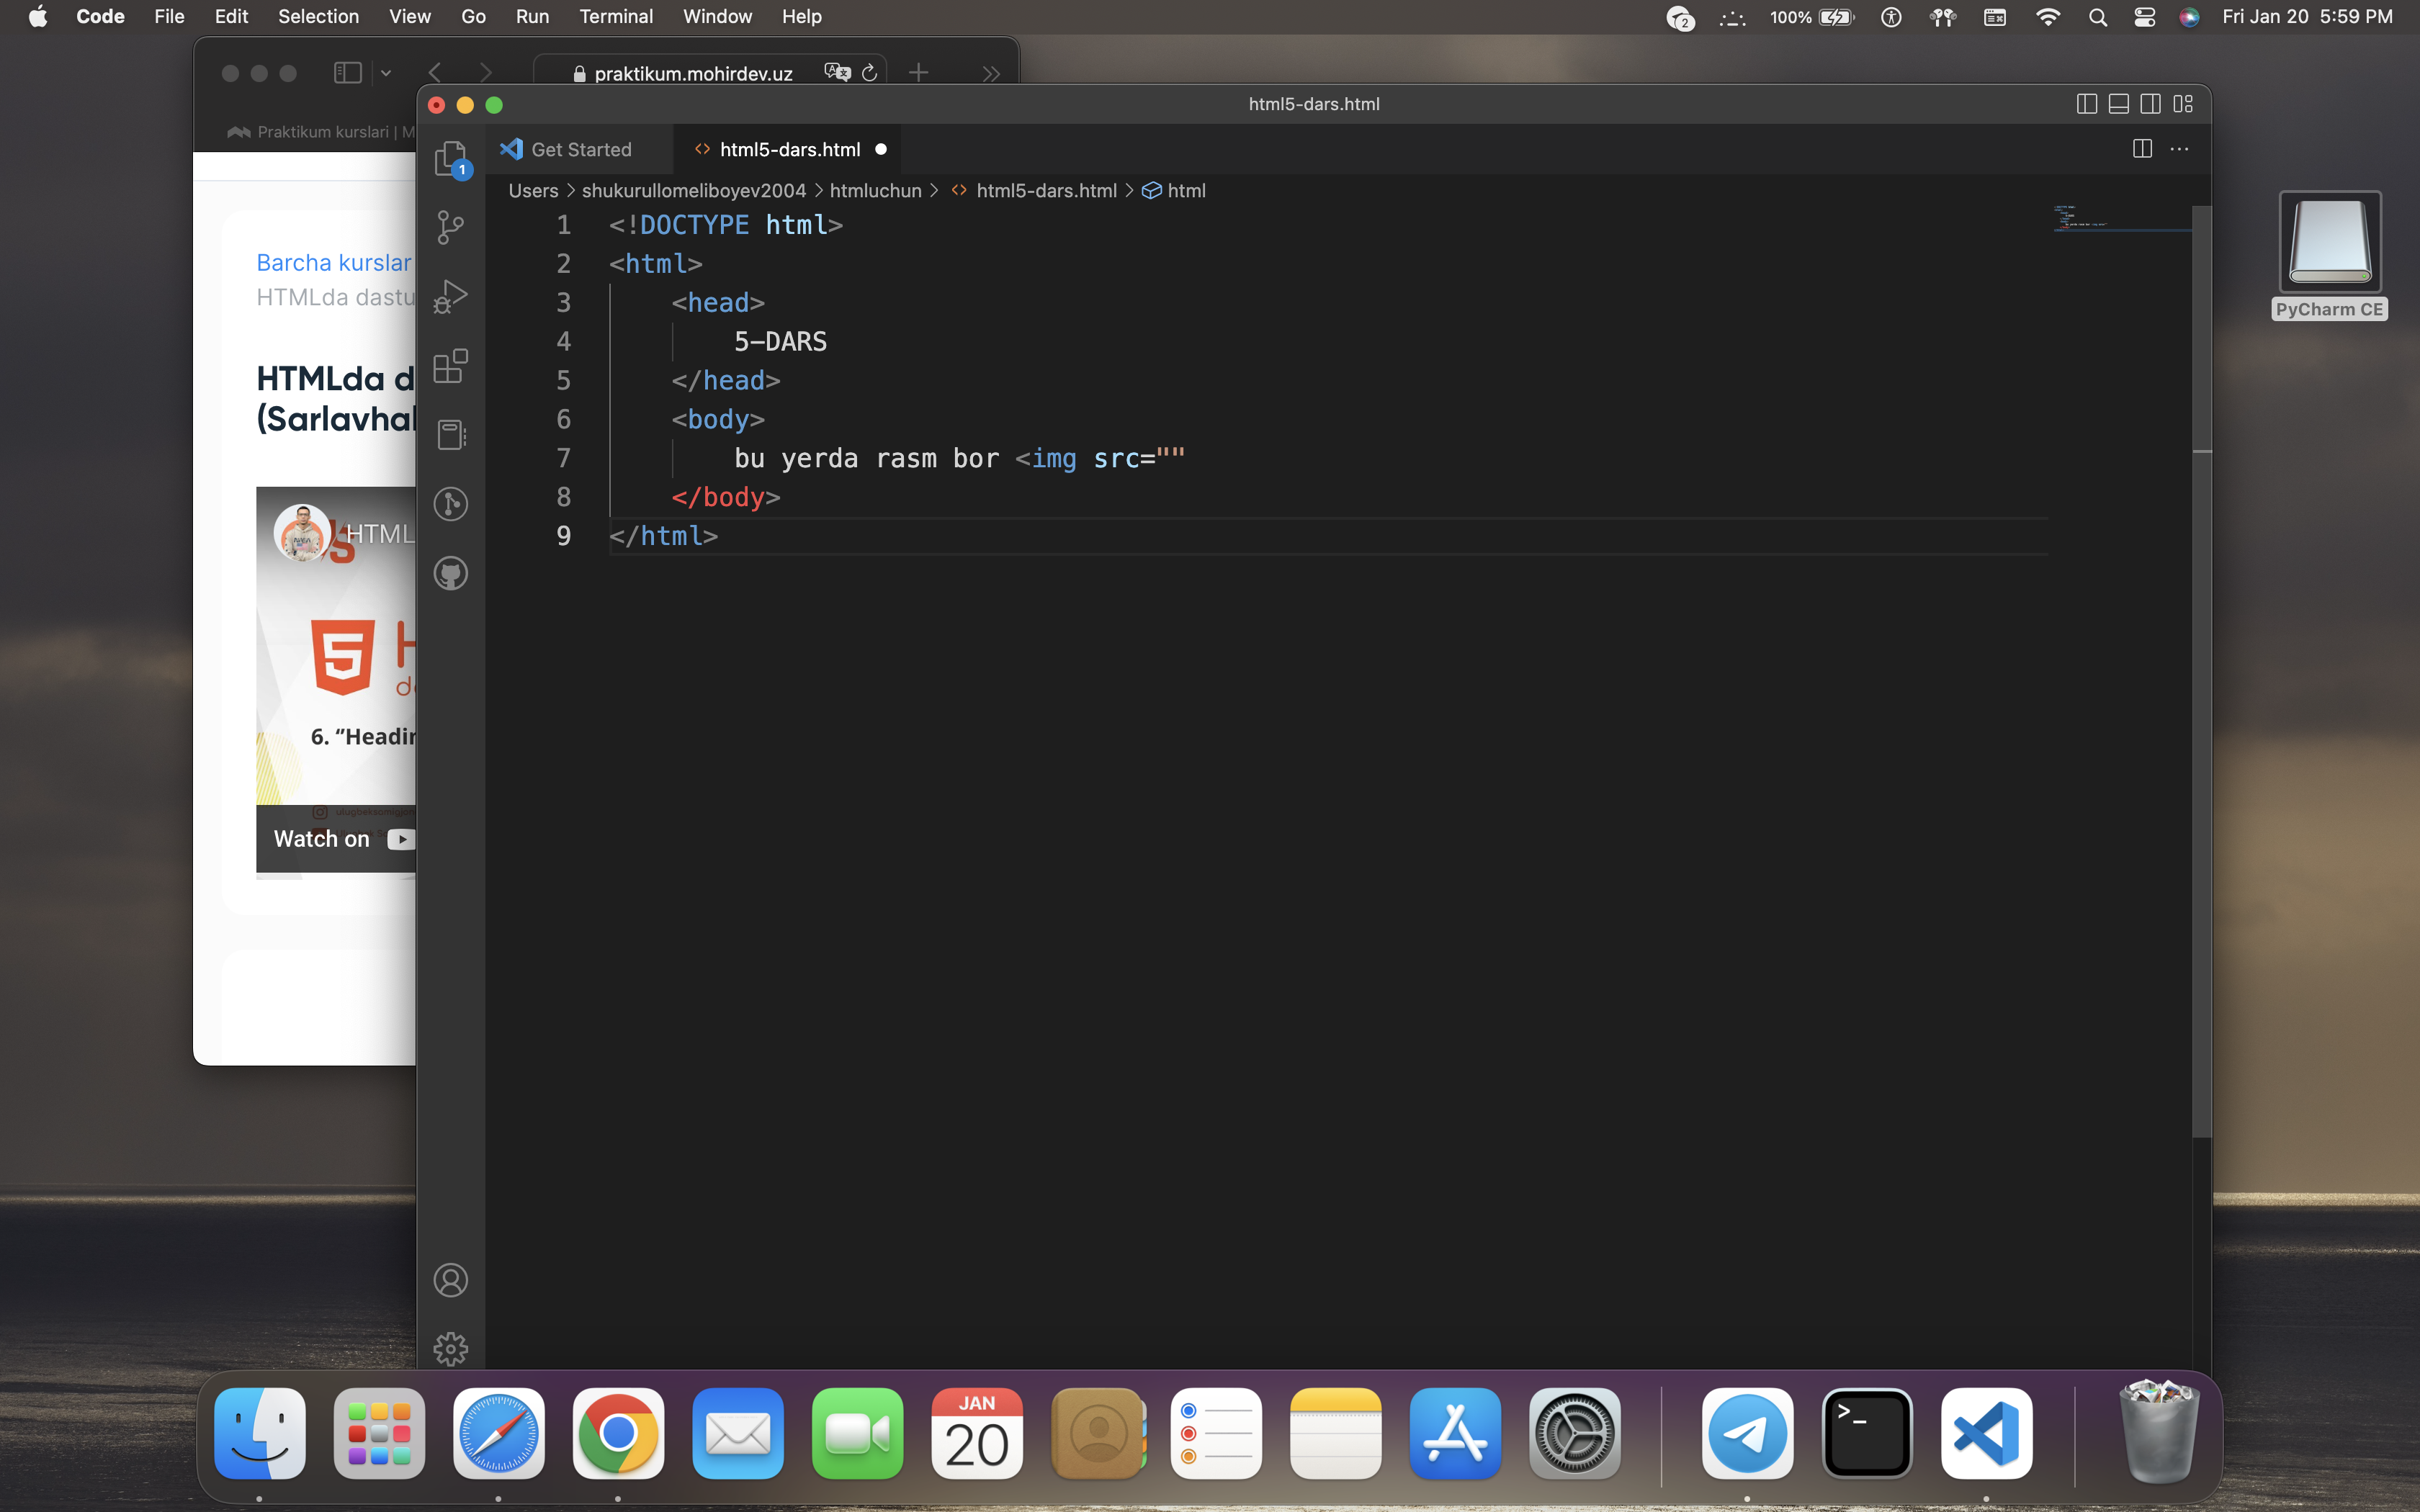 Code File Edit Selection View Go Run Terminal Window Help 2 100% Fri Jan 20 5:59 PM
praktikum.mohirdev.uz
Praktikum kurslari | M
html5-dars.html
Get Started html5-dars.html
Users > shukurullomeliboyev2004 > htmluchun > <> html5-dars.html > html
1 <!DOCTYPE html>
2 <html>
3 <head>
4 5-DARS
5 </head>
6 <body>
7 bu yerda rasm bor <img src=""
8 </body>
9 </html>
1
Barcha kurslar
HTMLda dastu
HTMLda d
(Sarlavhal
HTML
5 H
6. “Headin
Watch on
PyCharm CE
JAN
20
>_